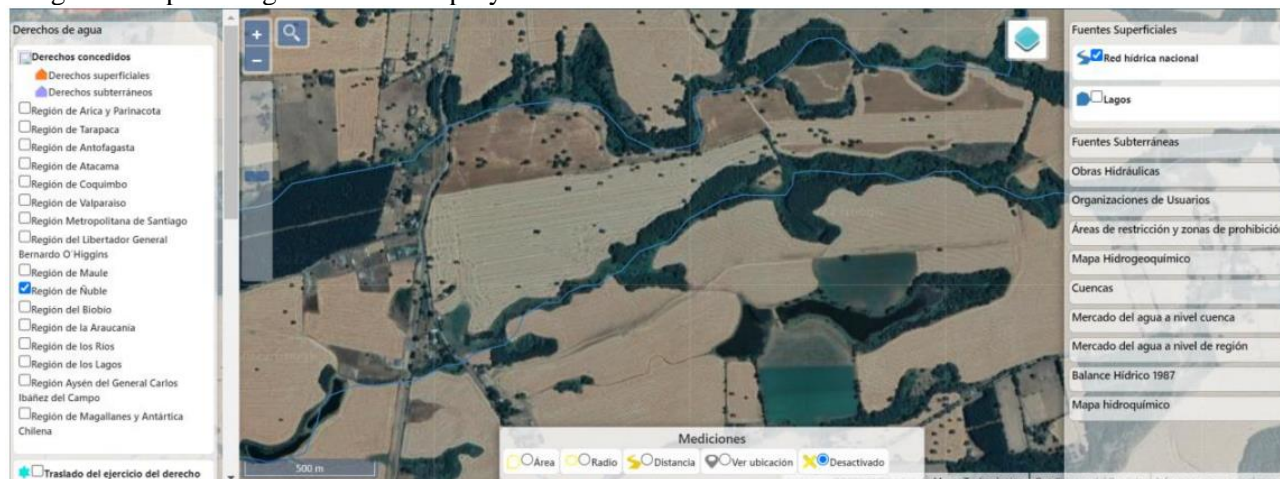 Derechos de agua
Derechos concedidos
Derechos superficiales
Derechos subterráneos
Región de Arica y Parinacota
Región de Tarapaca
Región de Antofagasta
Región de Atacama
Región de Coquimbo
Región de Valparaiso
Región Metropolitana de Santiago
Región del Libertador General
Bernardo O'Higgins
Región de Maule
Región de Ñuble
Región del Biobio
Región de la Araucania
Región de los Rios
Región de los Lagos
Región Aysén del General Carlos
Ibáñez del Campo
Región de Magallanes y Antártica
Chilena
Traslado del ejercicio del derecho
+
−
500 m
Mediciones
Área
Radio
Distancia
Ver ubicación
Desactivado
Fuentes Superficiales
Red hídrica nacional
Lagos
Fuentes Subterráneas
Obras Hidráulicas
Organizaciones de Usuarios
Áreas de restricción y zonas de prohibición
Mapa Hidrogeoquímico
Cuencas
Mercado del agua a nivel cuenca
Mercado del agua a nivel de región
Balance Hídrico 1987
Mapa hidroquímico